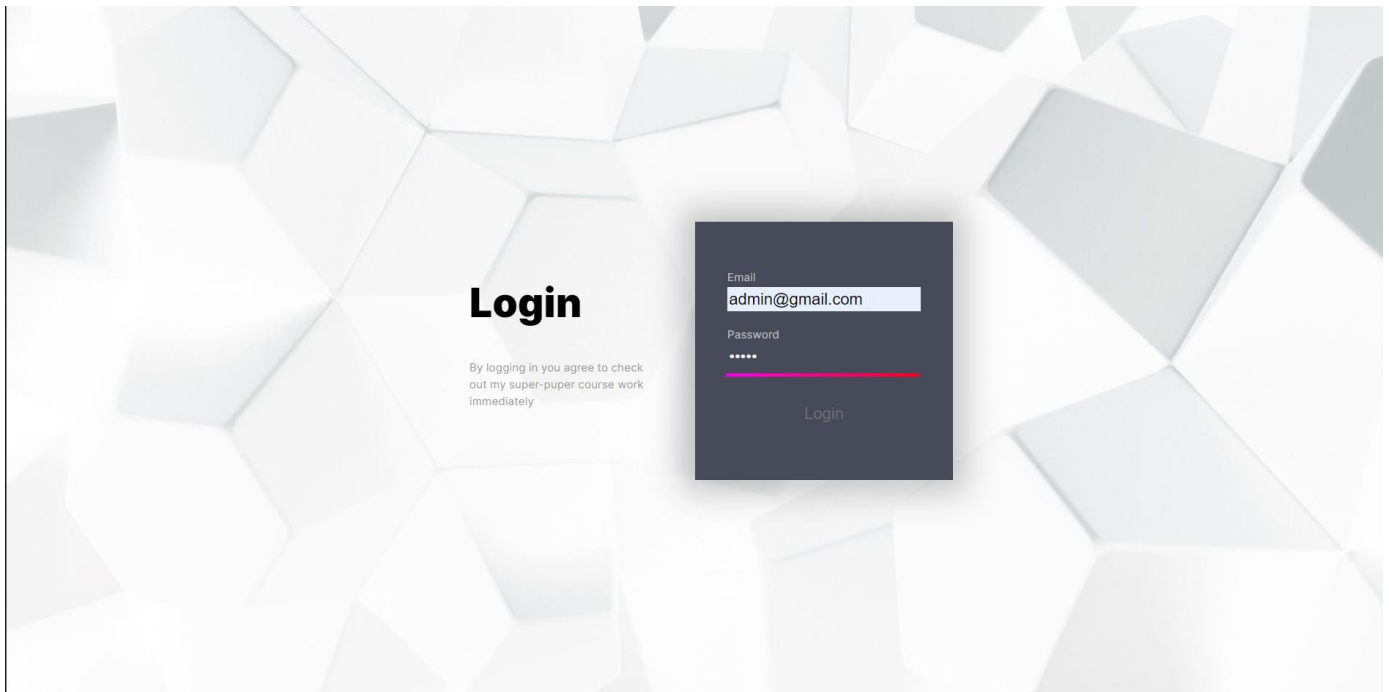 Login
By logging in you agree to check
out my super-puper course work
immediately
Email
admin@gmail.com
Password
•••••
Login